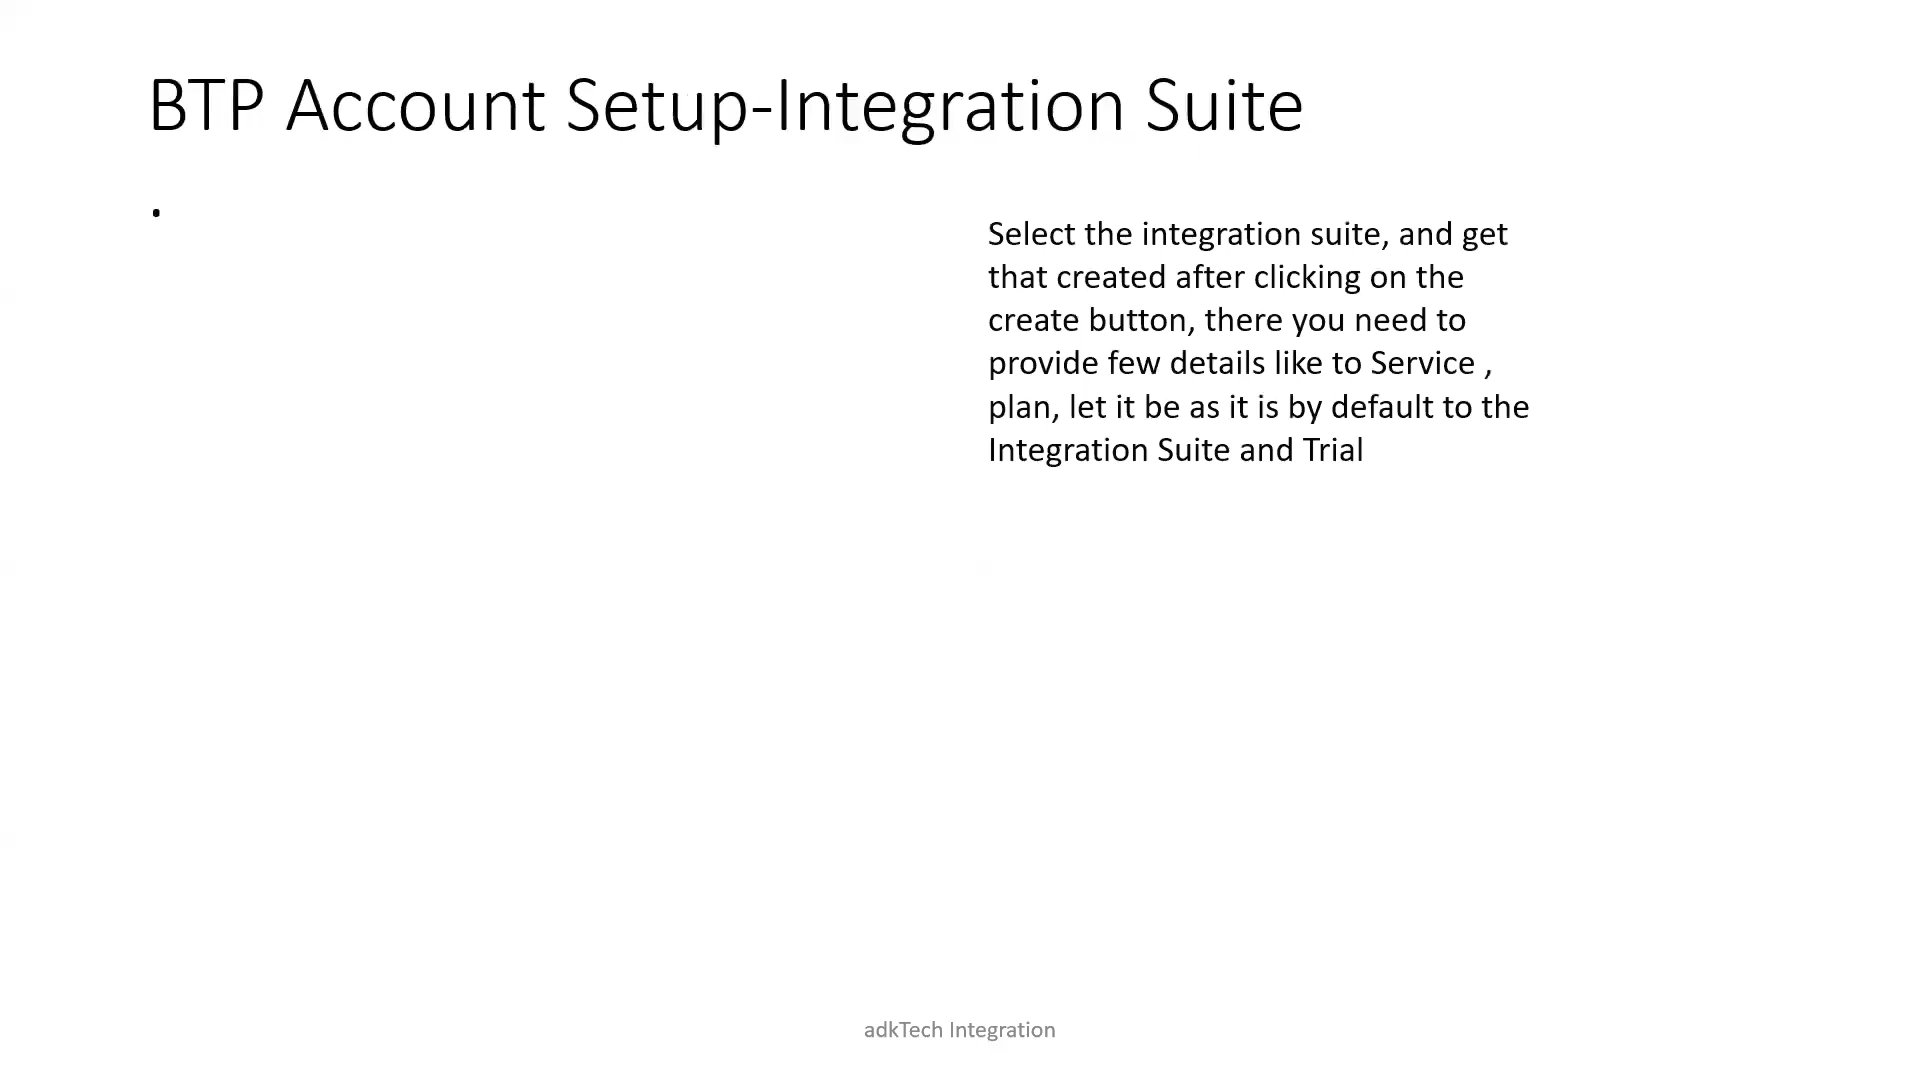 BTP Account Setup-Integration Suite
.
Select the integration suite, and get
that created after clicking on the
create button, there you need to
provide few details like to Service ,
plan, let it be as it is by default to the
Integration Suite and Trial
adkTech Integration